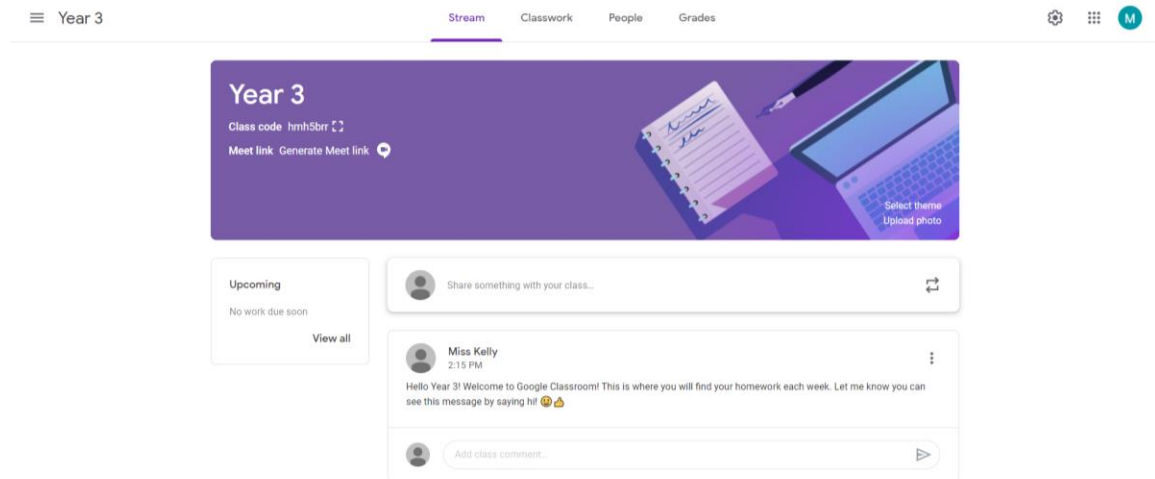 Year 3
Stream Classwork People Grades
M
Year 3
Class code hmh5brr
Meet link Generate Meet link
Select theme
Upload photo
Upcoming
No work due soon
View all
Share something with your class...
Miss Kelly
2:15 PM
Hello Year 3! Welcome to Google Classroom! This is where you will find your homework each week. Let me know you can
see this message by saying hi! 😃👍
Add class comment...